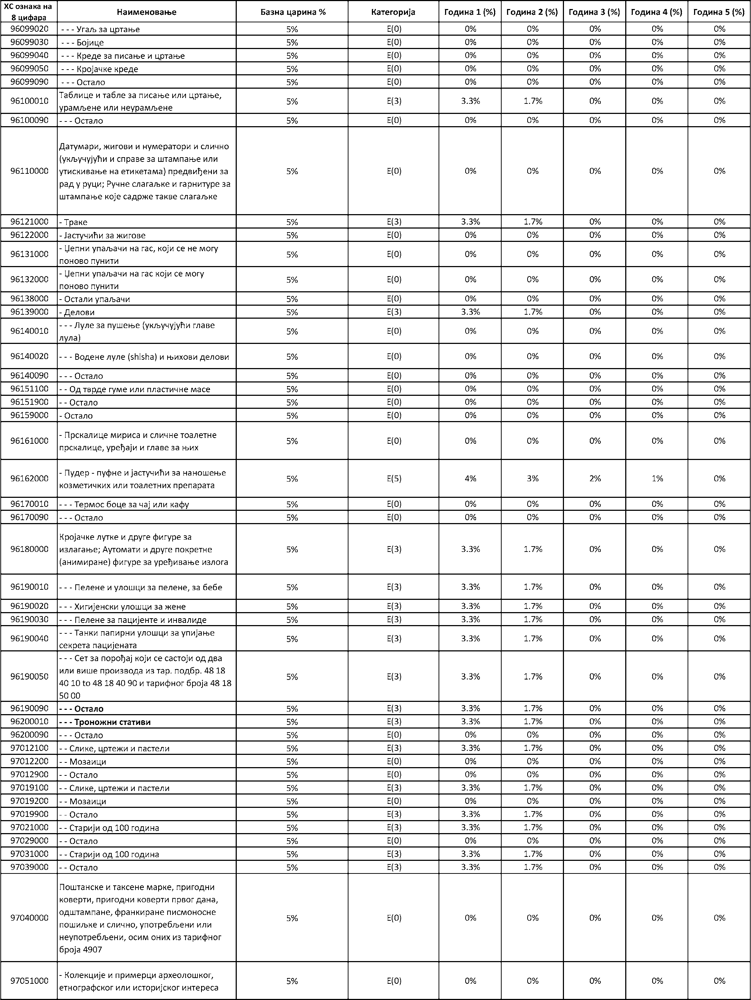 ХС ознака на 8 цифара Наименовање Базна царина % Категорија Година 1 (%) Година 2 (%) Година 3 (%) Година 4 (%) Година 5 (%)
96099020 - - - Угаљ за цртање 5% E(0) 0% 0% 0% 0% 0%
96099030 - - - Бојице 5% E(0) 0% 0% 0% 0% 0%
96099040 - - - Креде за писање и цртање 5% E(0) 0% 0% 0% 0% 0%
96099050 - - - Кројачке креде 5% E(0) 0% 0% 0% 0% 0%
96099090 - - - Остало 5% E(0) 0% 0% 0% 0% 0%
96100010 Таблице и табле за писање или цртање,
урамљене или неурамљене 5% E(3) 3.3% 1.7% 0% 0% 0%
96100090 - - - Остало 5% E(0) 0% 0% 0% 0% 0%
96110000 Датумари, жигови и нумератори и слично
(укључујући и справе за штампање или
утискивање на етикетама) предвиђени за
рад у руци; Ручне слагаљке и гарнитуре за
штампање које садрже такве слагаљке 5% E(0) 0% 0% 0% 0% 0%
96121000 - Траке 5% E(3) 3.3% 1.7% 0% 0% 0%
96122000 - Јастучићи за жигове 5% E(0) 0% 0% 0% 0% 0%
96131000 - Џепни упаљачи на гас, који се не могу
поново пунити 5% E(0) 0% 0% 0% 0% 0%
96132000 - Џепни упаљачи на гас који се могу
поново пунити 5% E(0) 0% 0% 0% 0% 0%
96138000 - Остали упаљачи 5% E(0) 0% 0% 0% 0% 0%
96139000 - Делови 5% E(3) 3.3% 1.7% 0% 0% 0%
96140010 - - - Луле за пушење (укључујући главе
лула) 5% E(0) 0% 0% 0% 0% 0%
96140020 - - - Водене луле (shisha) и њихови делови 5% E(0) 0% 0% 0% 0% 0%
96140090 - - - Остало 5% E(0) 0% 0% 0% 0% 0%
96151100 - - Од тврде гуме или пластичне масе 5% E(0) 0% 0% 0% 0% 0%
96151900 - - Остало 5% E(0) 0% 0% 0% 0% 0%
96159000 - Остало 5% E(0) 0% 0% 0% 0% 0%
96161000 - Прскалице мириса и сличне тоалетне
прскалице, уређаји и главе за њих 5% E(0) 0% 0% 0% 0% 0%
96162000 - Пудер - пуфне и јастучићи за наношење
козметичких или тоалетних препарата 5% E(5) 4% 3% 2% 1% 0%
96170010 - - - Термос боце за чај или кафу 5% E(0) 0% 0% 0% 0% 0%
96170090 - - - Остало 5% E(0) 0% 0% 0% 0% 0%
96180000 Кројачке лутке и друге фигуре за
излагање; Аутомати и друге покретне
(анимиране) фигуре за уређивање излога 5% E(3) 3.3% 1.7% 0% 0% 0%
96190010 - - - Пелене и улошци за пелене, за бебе 5% E(3) 3.3% 1.7% 0% 0% 0%
96190020 - - - Хигијенски улошци за жене 5% E(3) 3.3% 1.7% 0% 0% 0%
96190030 - - - Пелене за пацијенте и инвалиде 5% E(3) 3.3% 1.7% 0% 0% 0%
96190040 - - - Танки папирни улошци за упијање
секрета пацијената 5% E(3) 3.3% 1.7% 0% 0% 0%
96190050 - - - Сет за порођај који се састоји од два
или више производа из тар. подбр. 48 18
40 10 to 48 18 40 90 и тарифног броја 48 18
50 00 5% E(3) 3.3% 1.7% 0% 0% 0%
96190090 - - - Остало 5% E(3) 3.3% 1.7% 0% 0% 0%
96200010 - - - Троножни стативи 5% E(3) 3.3% 1.7% 0% 0% 0%
96200090 - - - Остало 5% E(0) 0% 0% 0% 0% 0%
97012100 - - Слике, цртежи и пастели 5% E(3) 3.3% 1.7% 0% 0% 0%
97012200 - - Мозаици 5% E(0) 0% 0% 0% 0% 0%
97012900 - - Остало 5% E(0) 0% 0% 0% 0% 0%
97019100 - - Слике, цртежи и пастели 5% E(3) 3.3% 1.7% 0% 0% 0%
97019200 - - Мозаици 5% E(0) 0% 0% 0% 0% 0%
97019900 - - Остало 5% E(3) 3.3% 1.7% 0% 0% 0%
97021000 - - Старији од 100 година 5% E(3) 3.3% 1.7% 0% 0% 0%
97029000 - - Остало 5% E(0) 0% 0% 0% 0% 0%
97031000 - - Старији од 100 година 5% E(3) 3.3% 1.7% 0% 0% 0%
97039000 - - Остало 5% E(3) 3.3% 1.7% 0% 0% 0%
97040000 Поштанске и таксене марке, пригодни
коверти, пригодни коверти првог дана,
одштампане, франкиране писмоносне
пошиљке и слично, употребљени или
неупотребљени, осим оних из тарифног
броја 4907 5% E(0) 0% 0% 0% 0% 0%
97051000 - Колекције и примерци археолошког,
етнографског или историјског интереса 5% E(0) 0% 0% 0% 0% 0%